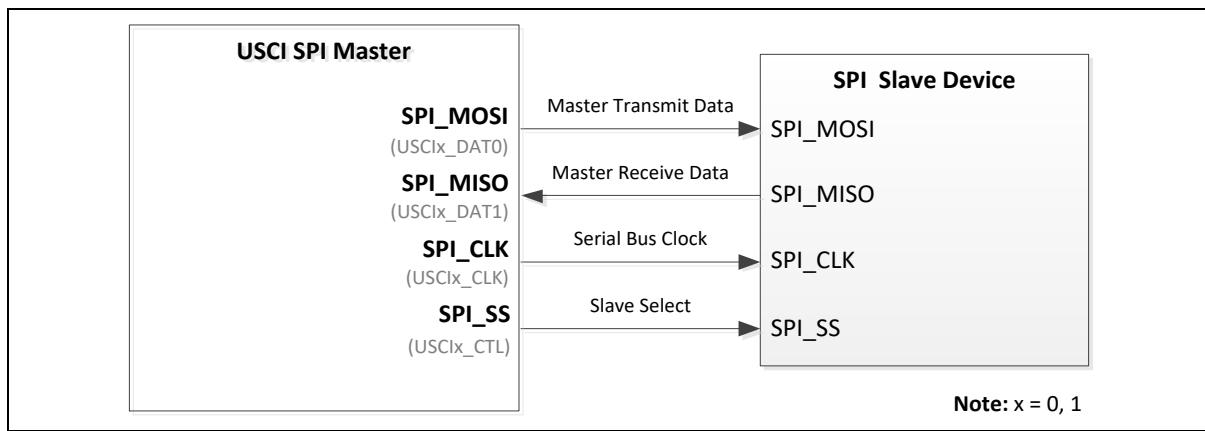 USCI SPI Master
SPI Slave Device
SPI_MOSI
(USCIx_DAT0)
Master Transmit Data
SPI_MOSI
SPI_MISO
(USCIx_DAT1)
Master Receive Data
SPI_MISO
SPI_CLK
(USCIx_CLK)
Serial Bus Clock
SPI_CLK
SPI_SS
(USCIx_CTL)
Slave Select
SPI_SS
Note: x = 0, 1